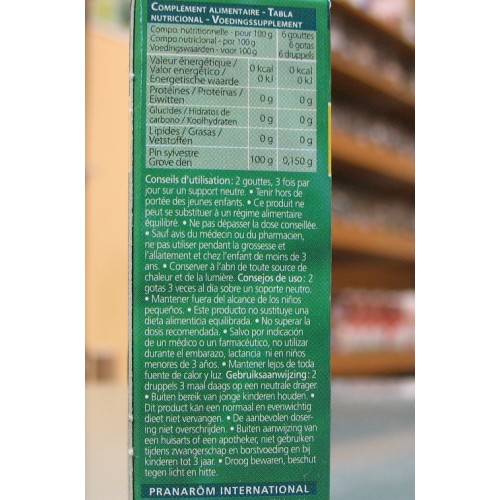 COMPLÉMENT ALIMENTAIRE - TABLA
NUTRICIONAL - VOEDINGSSUPPLEMENT
Compo. nutritionnelle - pour 100 g
Compo.nutricional - por 100 g
Voedingswaarden - voor 100 g
6 gouttes
6 gotas
6 druppels
Valeur énergétique /
Valor energético /
Energetische waarde
0 kcal
0 kJ
0 kcal
0 kJ
Protéines / Proteinas /
Eiwitten
0 g
0 g
Glucides / Hidratos de
carbono / Koolhydraten
0 g
0 g
Lipides / Grasas /
Vetstoffen
0 g
0 g
Pin sylvestre
Grove den
100 g
0,150 g
Conseils d'utilisation : 2 gouttes, 3 fois par
jour sur un support neutre. • Tenir hors de
portée des jeunes enfants. • Ce produit ne
peut se substituer à un régime alimentaire
équilibré. • Ne pas dépasser la dose conseillée.
• Sauf avis du médecin ou du pharmacien,
ne pas utiliser pendant la grossesse et
l'allaitement et chez l'enfant de moins de 3
ans. • Conserver à l'abri de toute source de
chaleur et de la lumière. Consejos de uso : 2
gotas 3 veces al día sobre un soporte neutro.
• Mantener fuera del alcance de los niños
pequeños. • Este producto no sustituye una
dieta alimenticia equilibrada. • No superar la
dosis recomendada. • Salvo por indicación
de un médico o un farmacéutico, no utilizar
durante el embarazo, lactancia ni en niños
menores de 3 años. • Mantener lejos de toda
fuente de calor y luz. Gebruiksaanwijzing : 2
druppels 3 maal daags op een neutrale drager.
• Buiten bereik van jonge kinderen houden. •
Dit product kan een normaal en evenwichtig
dieet niet vervangen. • De aanbevolen doser-
ing niet overschrijden. • Buiten aanwijzing van
een huisarts of een apotheker, niet gebruiken
tijdens zwangerschap en borstvoeding en bij
kinderen tot 3 jaar. • Droog bewaren, beschut
tegen licht en hitte.
PRANARÔM INTERNATIONAL